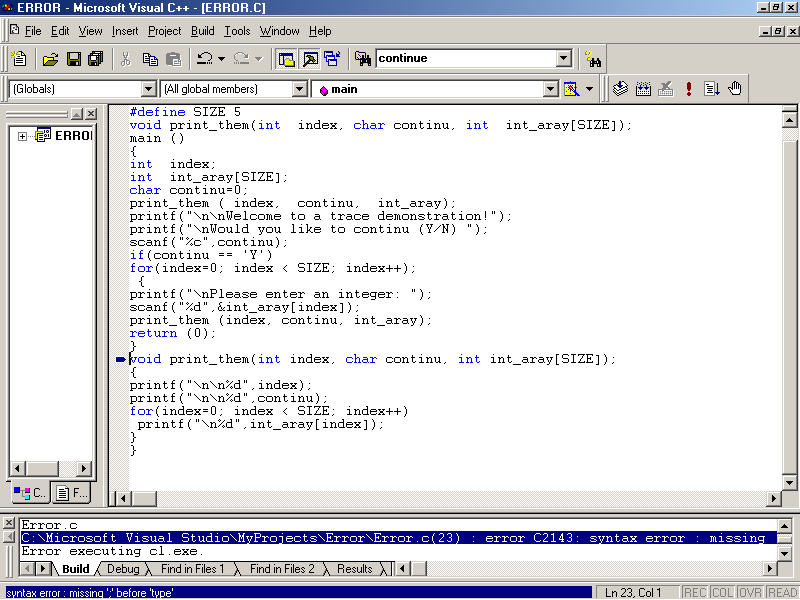 ERROR - Microsoft Visual C++ - [ERROR.C]
File Edit View Insert Project Build Tools Window Help
continue
(Globals) (All global members) main
ERROI
#define SIZE 5
void print_them(int  index, char continu, int  int_aray[SIZE]);
main ()
{
int  index;
int  int_aray[SIZE];
char continu=0;
print_them ( index,  continu,  int_aray);
printf("\n\nWelcome to a trace demonstration!");
printf("\nWould you like to continu (Y/N) ");
scanf("%c",continu);
if(continu == 'Y')
for(index=0; index < SIZE; index++);
 {
printf("\nPlease enter an integer: ");
scanf("%d",&int_aray[index]);
print_them (index, continu, int_aray);
return (0);
}
void print_them(int index, char continu, int int_aray[SIZE]);
{
printf("\n\n%d",index);
printf("\n\n%d",continu);
for(index=0; index < SIZE; index++)
 printf("\n%d",int_aray[index]);
}
}
C.. F...
Error.c
C:\Microsoft Visual Studio\MyProjects\Error\Error.c(23) : error C2143: syntax error : missing
Error executing cl.exe.
Build Debug Find in Files 1 Find in Files 2 Results
syntax error : missing ';' before 'type' Ln 23, Col 1 REC COL OVR READ